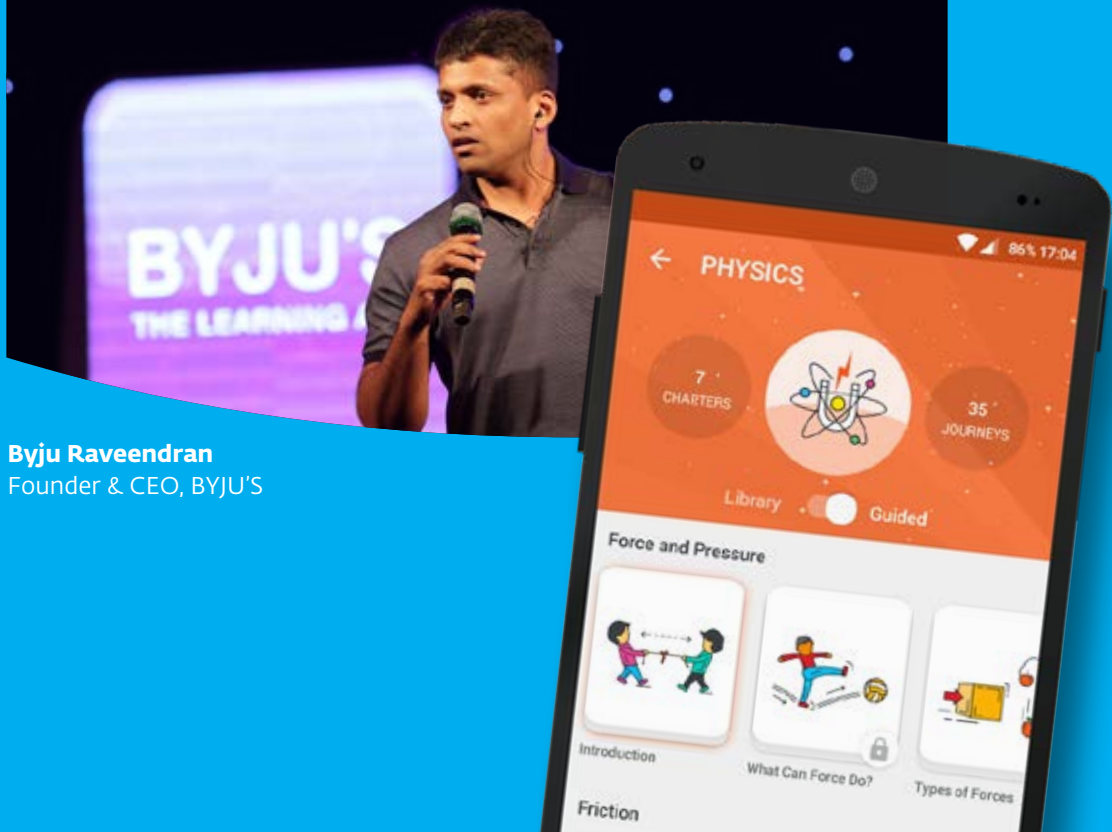 BYJU'S
THE LEARNING
Byju Raveendran
Founder & CEO, BYJU'S
86% 17:04
PHYSICS
7
CHARTERS
35
JOURNEYS
Library
Guided
Force and Pressure
Introduction
What Can Force Do?
Types of Forces
Friction